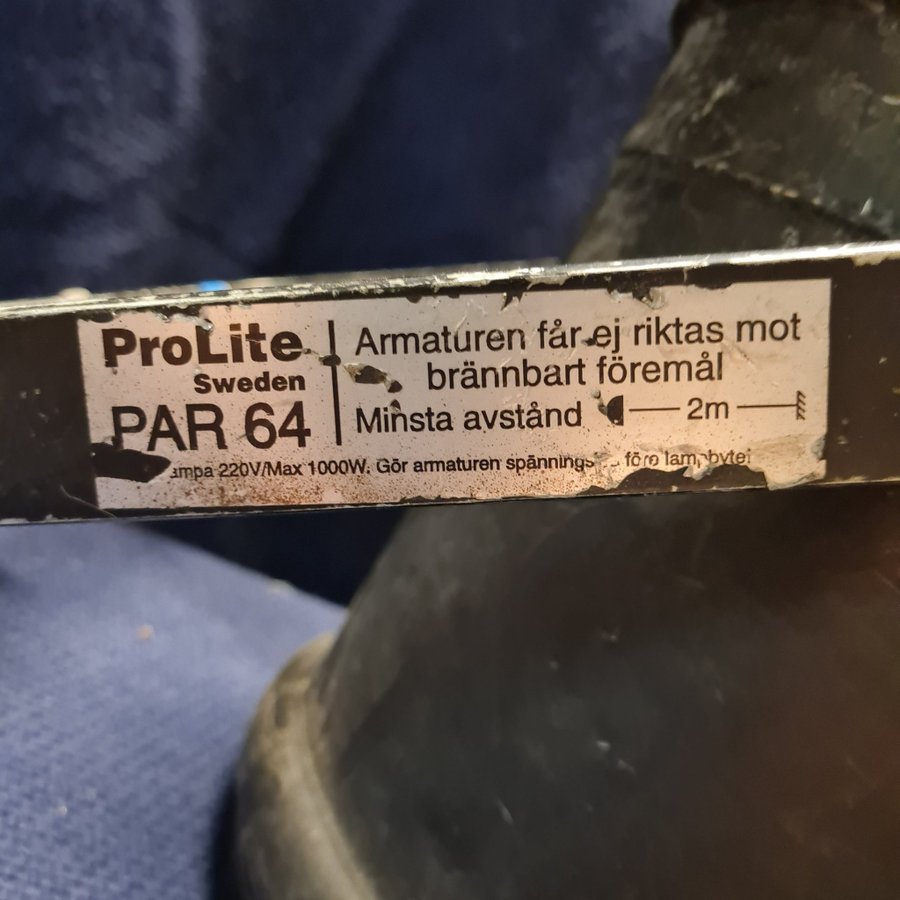 ProLite
Sweden
PAR 64
Armaturen får ej riktas mot
brännbart föremål
Minsta avstånd 2m
220V/Max 1000W. Gör armaturen